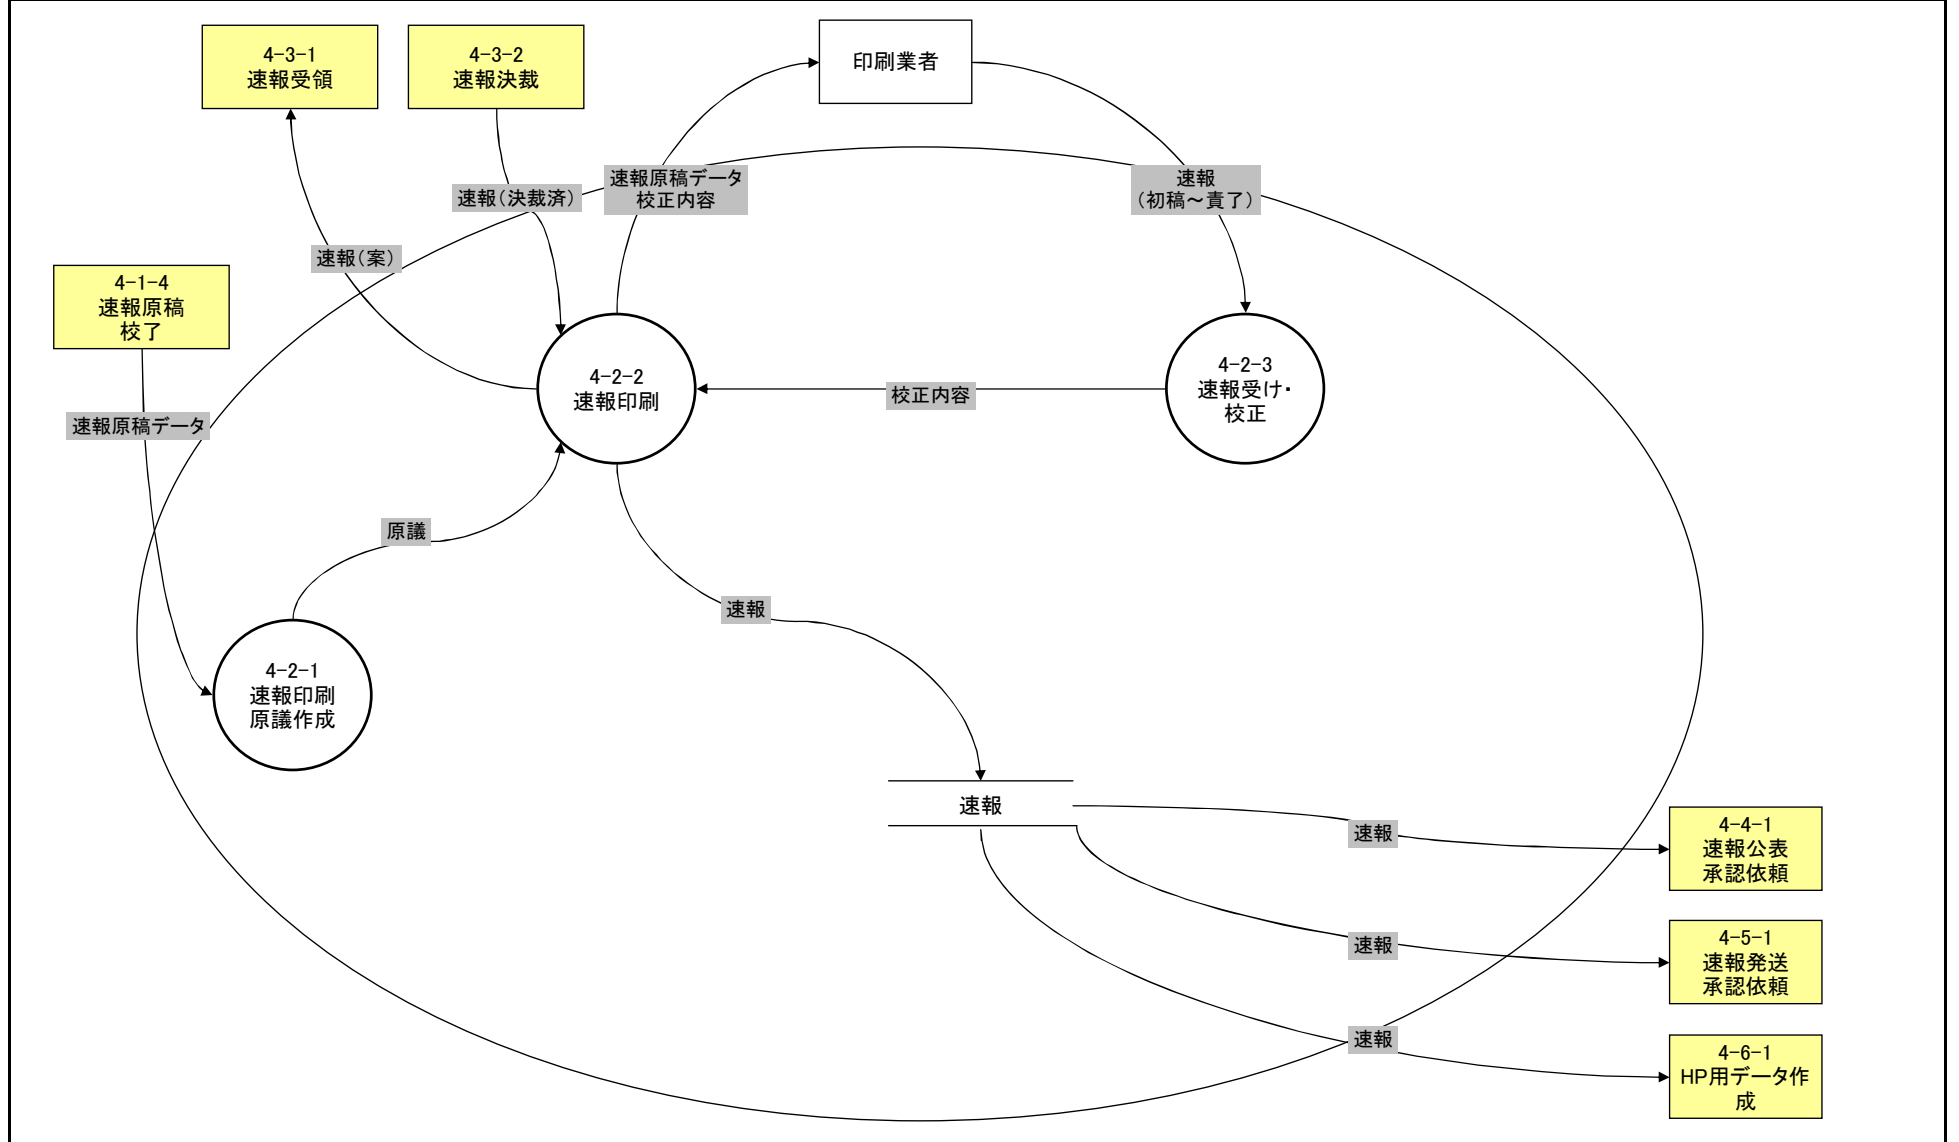 4-3-1
速報受領
4-3-2
速報決裁
印刷業者
速報原稿データ
校正内容
速報
(初稿～責了)
速報(決裁済)
速報(案)
4-1-4
速報原稿
校了
速報原稿データ
4-2-2
速報印刷
校正内容
4-2-3
速報受け・
校正
原議
速報
4-2-1
速報印刷
原議作成
速報
速報
4-4-1
速報公表
承認依頼
速報
4-5-1
速報発送
承認依頼
速報
4-6-1
HP用データ作
成